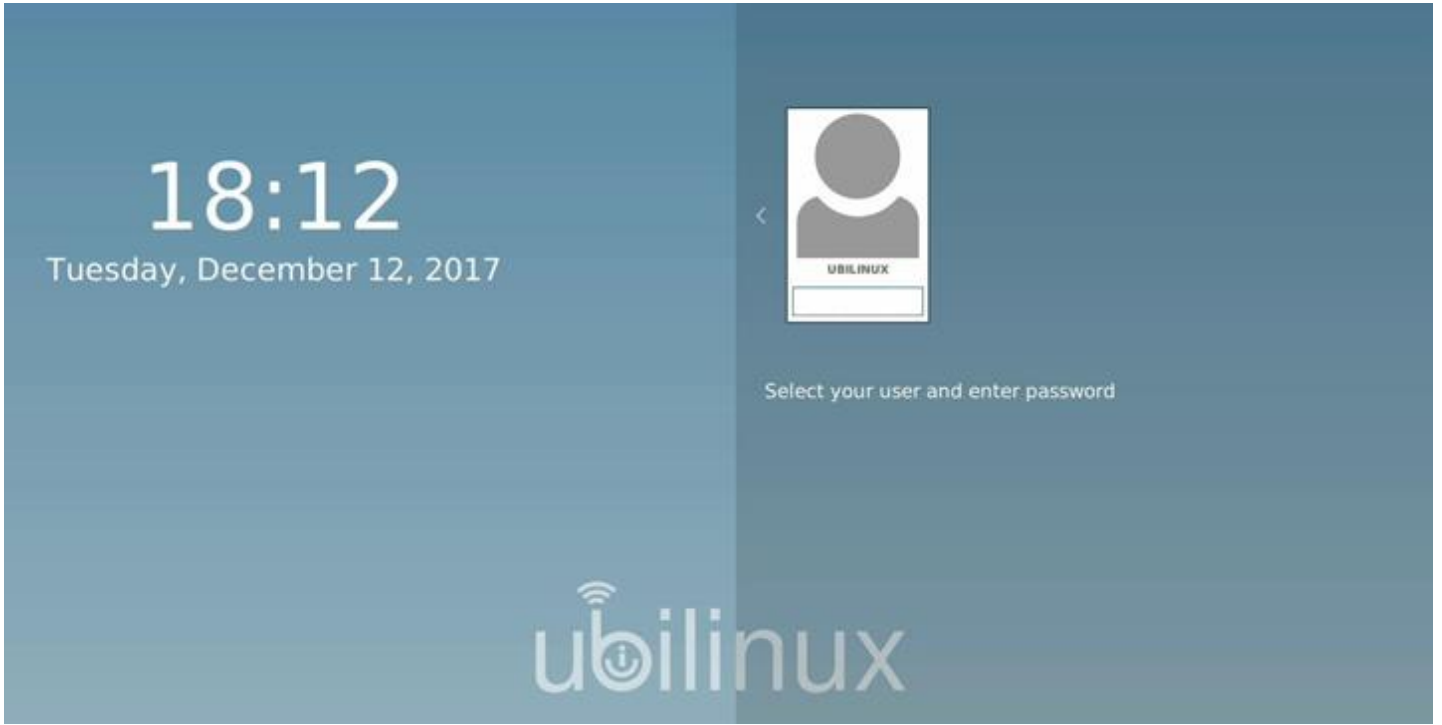 18:12
Tuesday, December 12, 2017
UBILINUX
Select your user and enter password
ubilinux